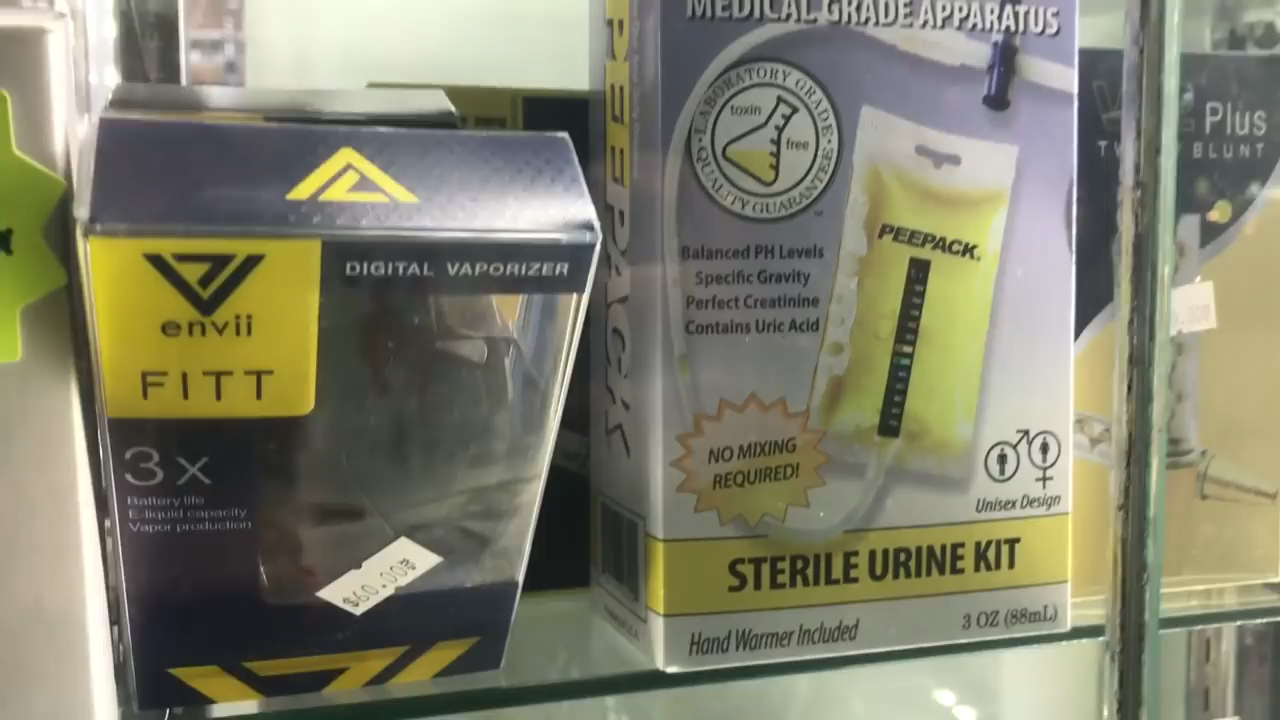 envii
FITT
DIGITAL VAPORIZER
3x
Battery life
E-liquid capacity
Vapor production
$60.00
PEEPACK
MEDICAL GRADE APPARATUS
LABORATORY GRADE
QUALITY GUARANTEE
toxin
free
Balanced PH Levels
Specific Gravity
Perfect Creatinine
Contains Uric Acid
PEEPACK.
NO MIXING
REQUIRED!
Unisex Design
STERILE URINE KIT
Hand Warmer Included
3 OZ (88mL)
Plus
BLUNT